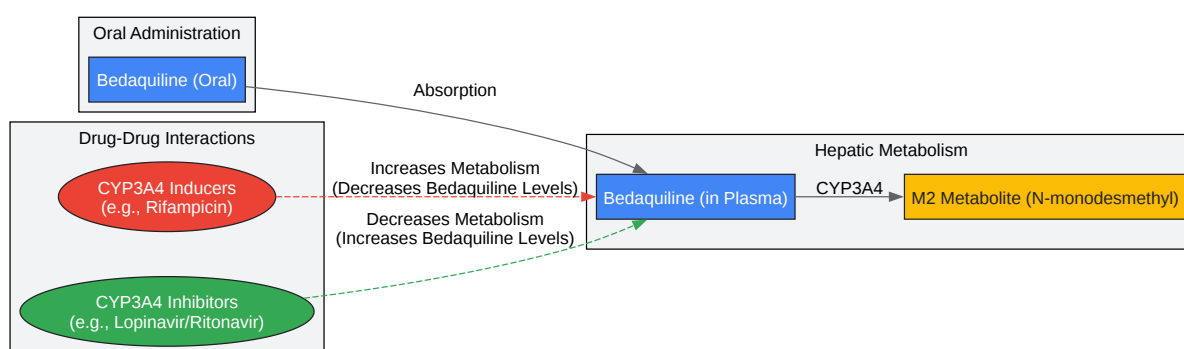 Oral Administration
Bedaquiline (Oral)
Absorption
Drug-Drug Interactions
CYP3A4 Inducers
(e.g., Rifampicin)
Increases Metabolism
(Decreases Bedaquiline Levels)
Decreases Metabolism
(Increases Bedaquiline Levels)
CYP3A4 Inhibitors
(e.g., Lopinavir/Ritonavir)
Hepatic Metabolism
Bedaquiline (in Plasma)
CYP3A4
M2 Metabolite (N-monodesmethyl)